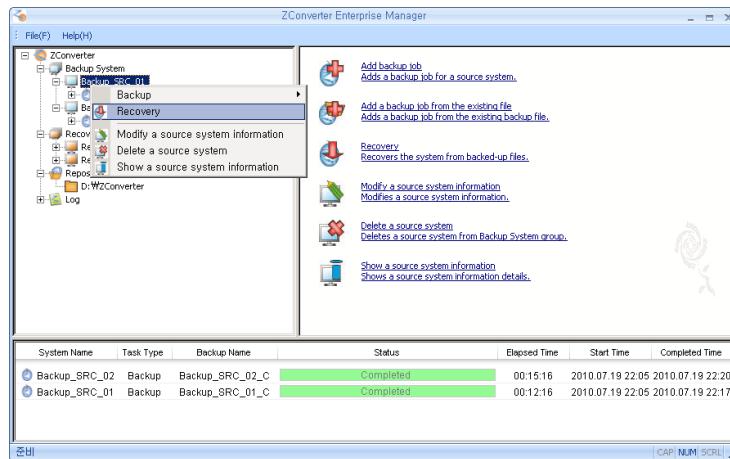 ZConverter Enterprise Manager
File(F) Help(H)
ZConverter
Backup System
Backup_SRC_01
Backup
Recovery
Modify a source system information
Delete a source system
Show a source system information
D:₩ZConverter
Log
Add backup job
Adds a backup job for a source system.
Add a backup job from the existing file
Adds a backup job from the existing backup file.
Recovery
Recovers the system from backed-up files.
Modify a source system information
Modifies a source system information.
Delete a source system
Deletes a source system from Backup System group.
Show a source system information
Shows a source system information details.
System Name Task Type Backup Name Status Elapsed Time Start Time Completed Time
Backup_SRC_02 Backup Backup_SRC_02_C Completed 00:15:16 2010.07.19 22:05 2010.07.19 22:20
Backup_SRC_01 Backup Backup_SRC_01_C Completed 00:12:16 2010.07.19 22:05 2010.07.19 22:17
준비 CAP NUM SCRL